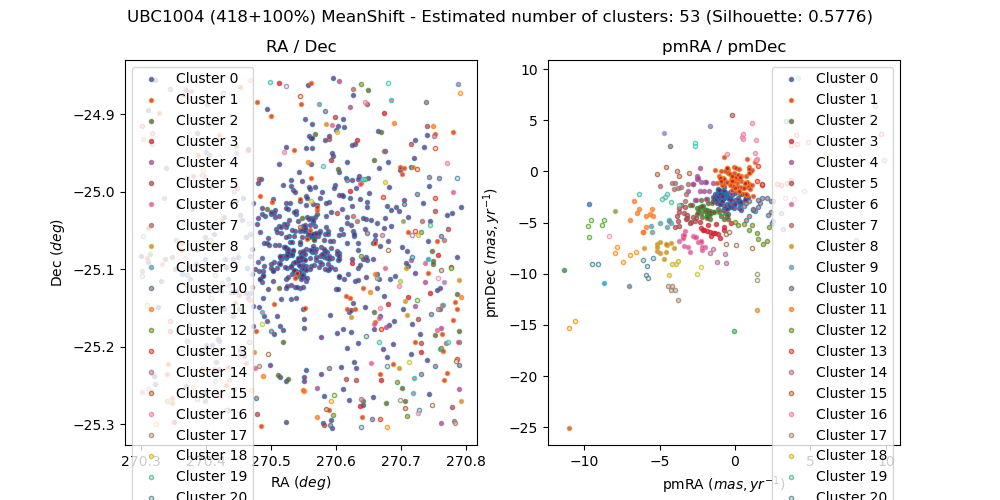 UBC1004 (418+100%) MeanShift - Estimated number of clusters: 53 (Silhouette: 0.5776)
RA / Dec
−24.9
−25.0
−25.1
−25.2
−25.3
Dec (deg)
270.3
270.4
270.5
270.6
270.7
270.8
RA (deg)
Cluster 0
Cluster 1
Cluster 2
Cluster 3
Cluster 4
Cluster 5
Cluster 6
Cluster 7
Cluster 8
Cluster 9
Cluster 10
Cluster 11
Cluster 12
Cluster 13
Cluster 14
Cluster 15
Cluster 16
Cluster 17
Cluster 18
Cluster 19
Cluster 20
pmRA / pmDec
10
5
0
−5
−10
−15
−20
−25
pmDec (mas, yr⁻¹)
−10
−5
0
5
10
pmRA (mas, yr⁻¹)
Cluster 0
Cluster 1
Cluster 2
Cluster 3
Cluster 4
Cluster 5
Cluster 6
Cluster 7
Cluster 8
Cluster 9
Cluster 10
Cluster 11
Cluster 12
Cluster 13
Cluster 14
Cluster 15
Cluster 16
Cluster 17
Cluster 18
Cluster 19
Cluster 20